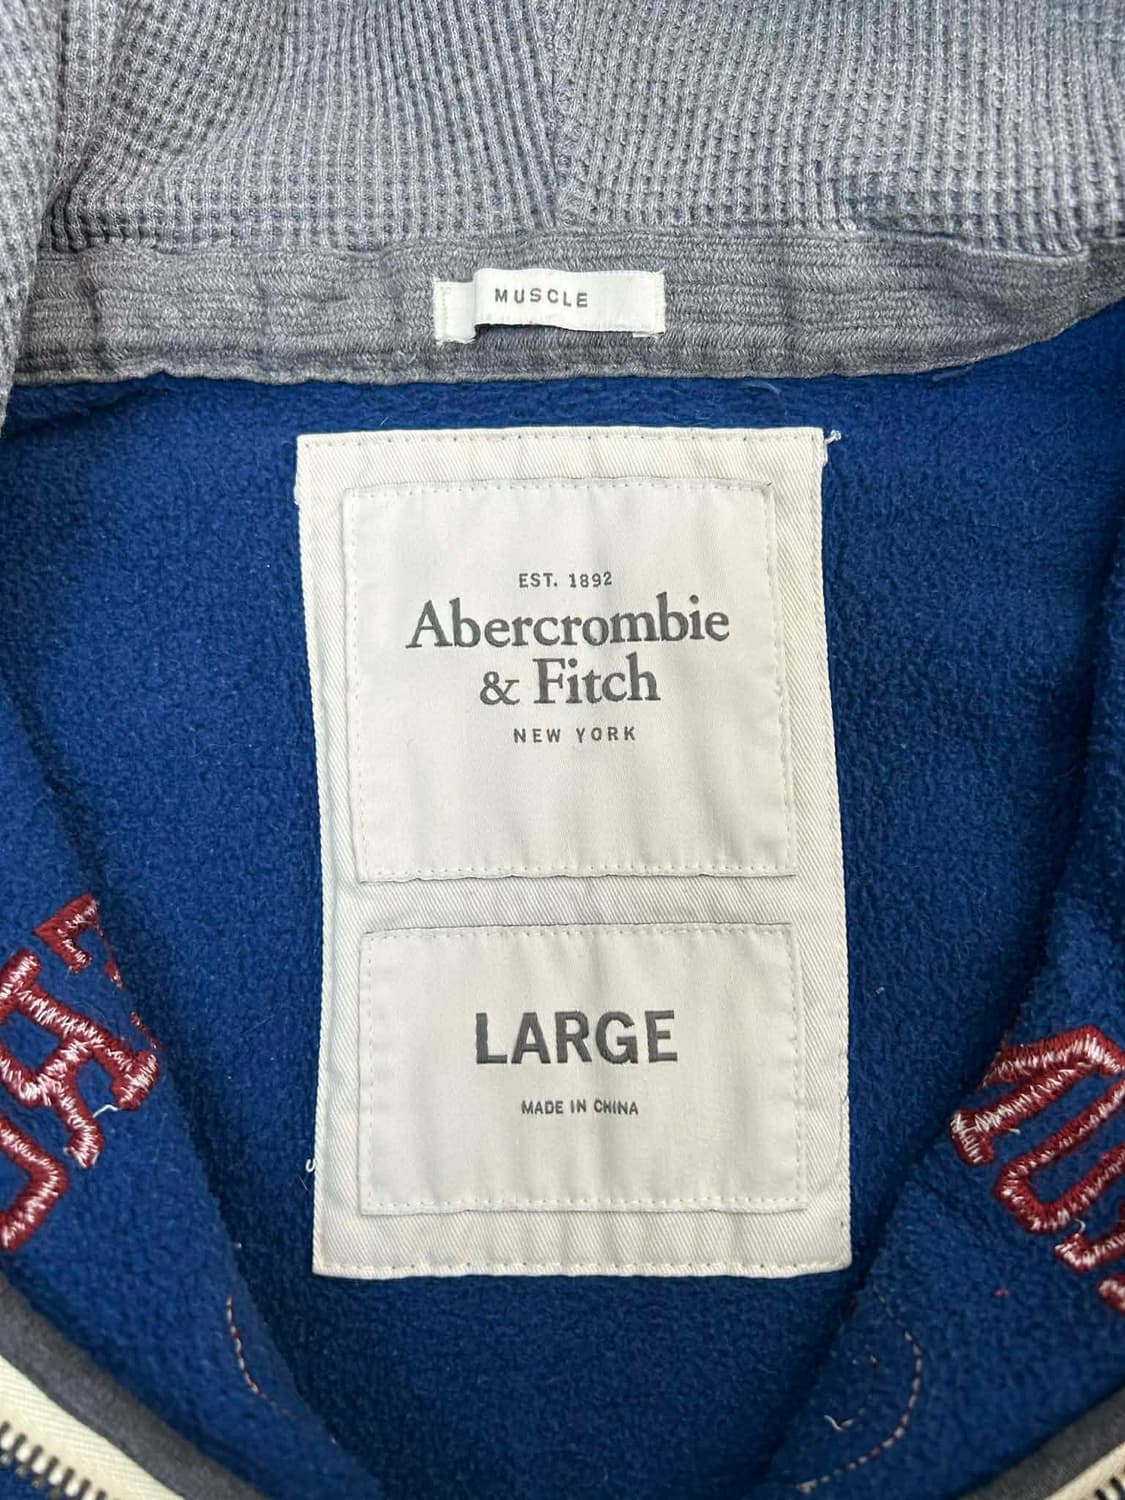 MUSCLE
EST. 1892
Abercrombie
& Fitch
NEW YORK
LARGE
MADE IN CHINA